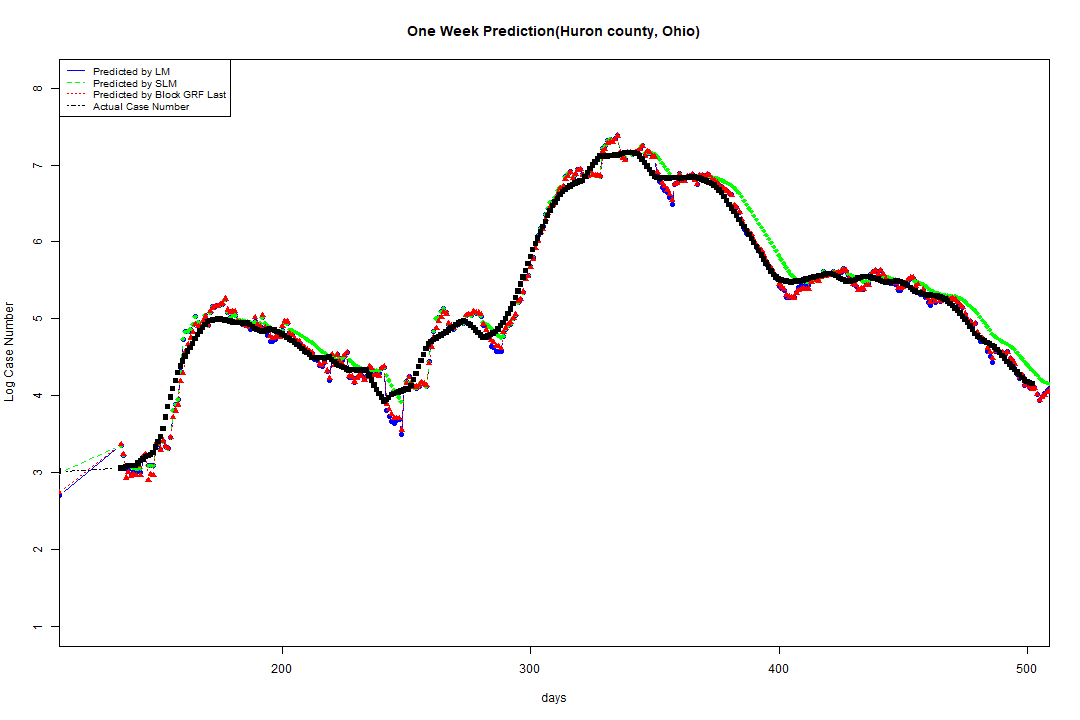 One Week Prediction(Huron county, Ohio)
Predicted by LM
Predicted by SLM
Predicted by Block GRF Last
Actual Case Number
8
7
6
5
4
3
2
1
Log Case Number
200 300 400 500
days